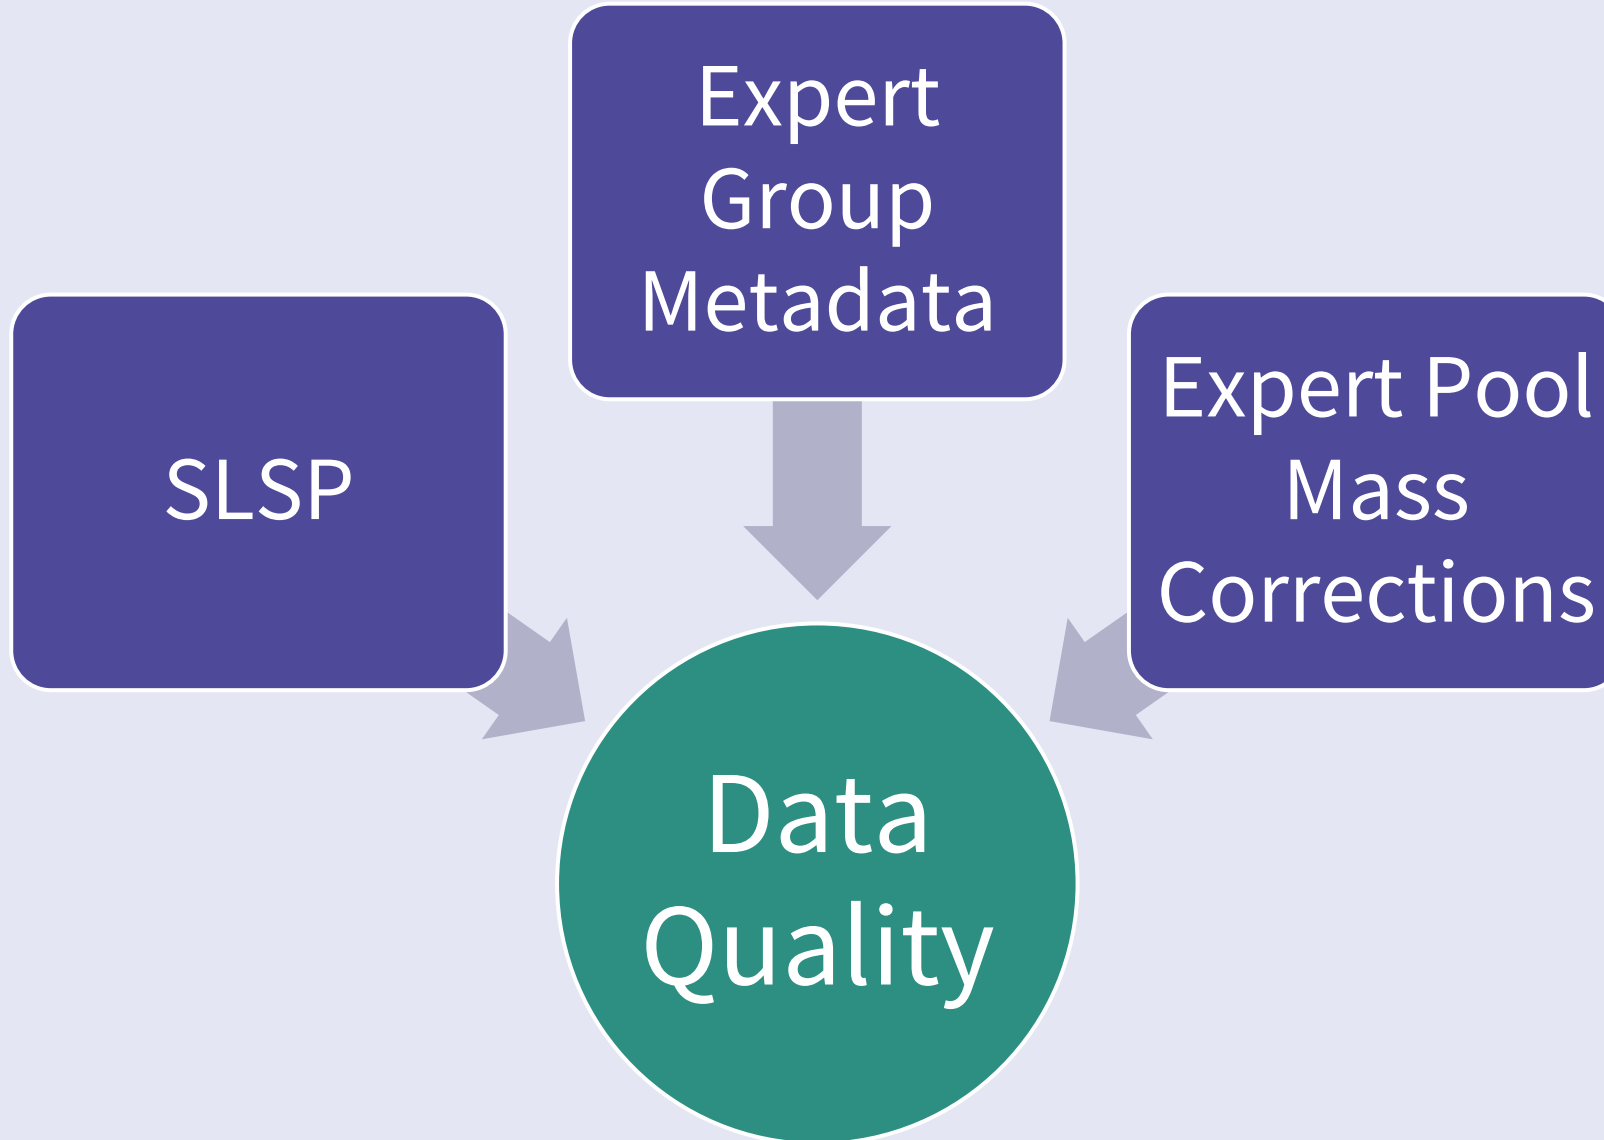 Expert
Group
Metadata
SLSP
Expert Pool
Mass
Corrections
Data
Quality